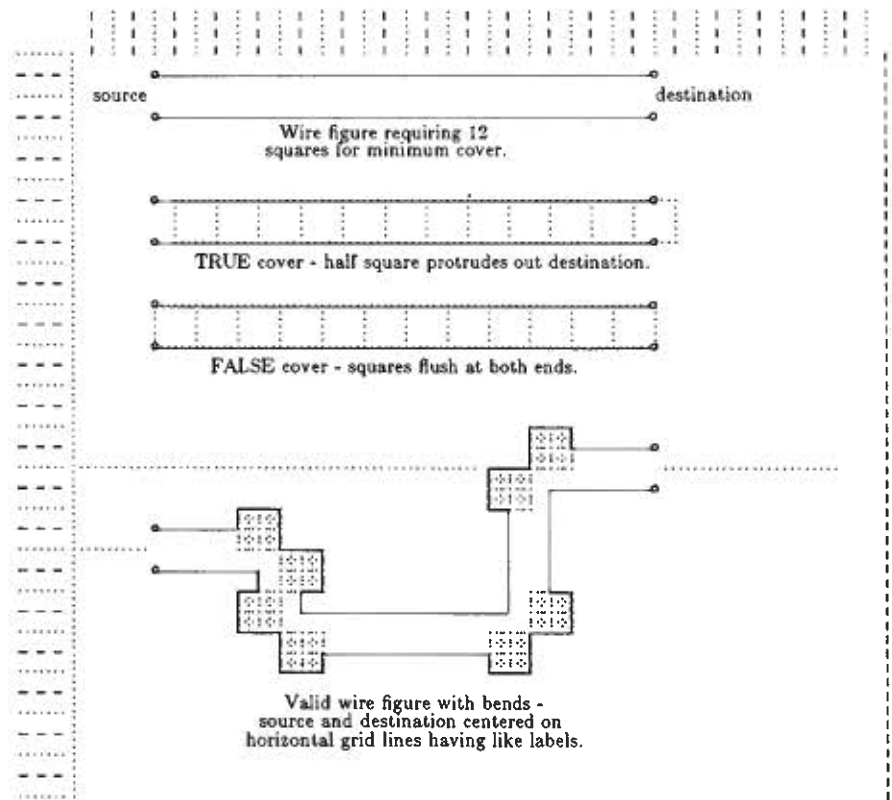 source
destination
Wire figure requiring 12
squares for minimum cover.
TRUE cover - half square protrudes out destination.
FALSE cover - squares flush at both ends.
Valid wire figure with bends -
source and destination centered on
horizontal grid lines having like labels.